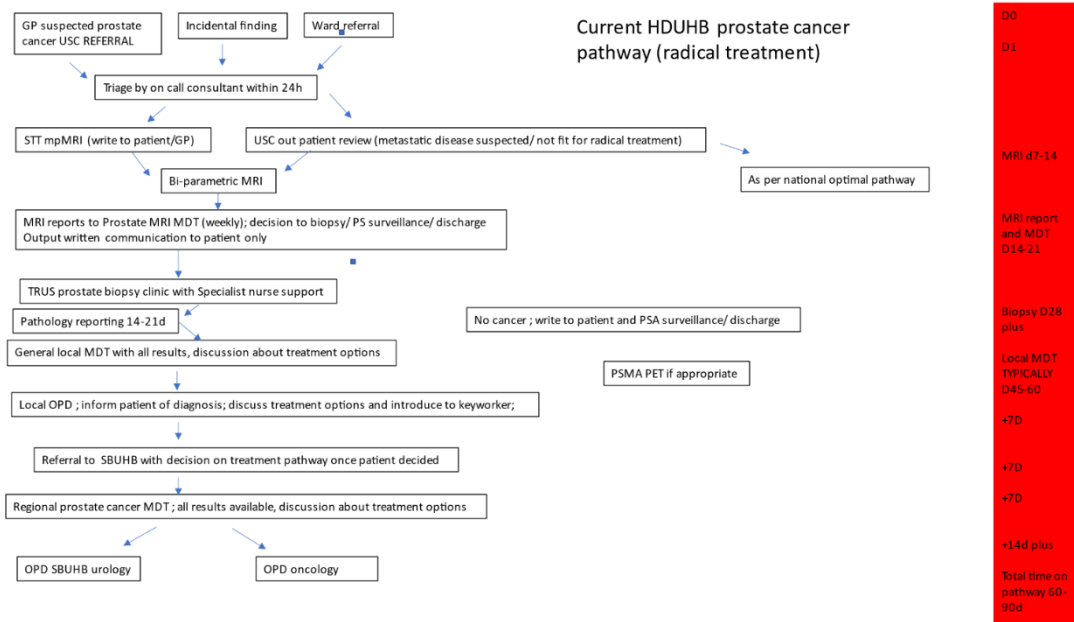 Current HDUHB prostate cancer
pathway (radical treatment)
GP suspected prostate
cancer USC REFERRAL
Incidental finding
Ward referral
Triage by on call consultant within 24h
STT mpMRI (write to patient/GP)
USC out patient review (metastatic disease suspected/ not fit for radical treatment)
Bi-parametric MRI
As per national optimal pathway
MRI reports to Prostate MRI MDT (weekly); decision to biopsy/ PS surveillance/ discharge
Output written communication to patient only
TRUS prostate biopsy clinic with Specialist nurse support
Pathology reporting 14-21d
No cancer ; write to patient and PSA surveillance/ discharge
General local MDT with all results, discussion about treatment options
PSMA PET if appropriate
Local OPD ; inform patient of diagnosis; discuss treatment options and introduce to keyworker;
Referral to SBUHB with decision on treatment pathway once patient decided
Regional prostate cancer MDT ; all results available, discussion about treatment options
OPD SBUHB urology
OPD oncology
D0
D1
MRI d7-14
MRI report
and MDT
D14-21
Biopsy D28
plus
Local MDT
TYPICALLY
D45-60
+7D
+7D
+7D
+14d plus
Total time on
pathway 60-
90d